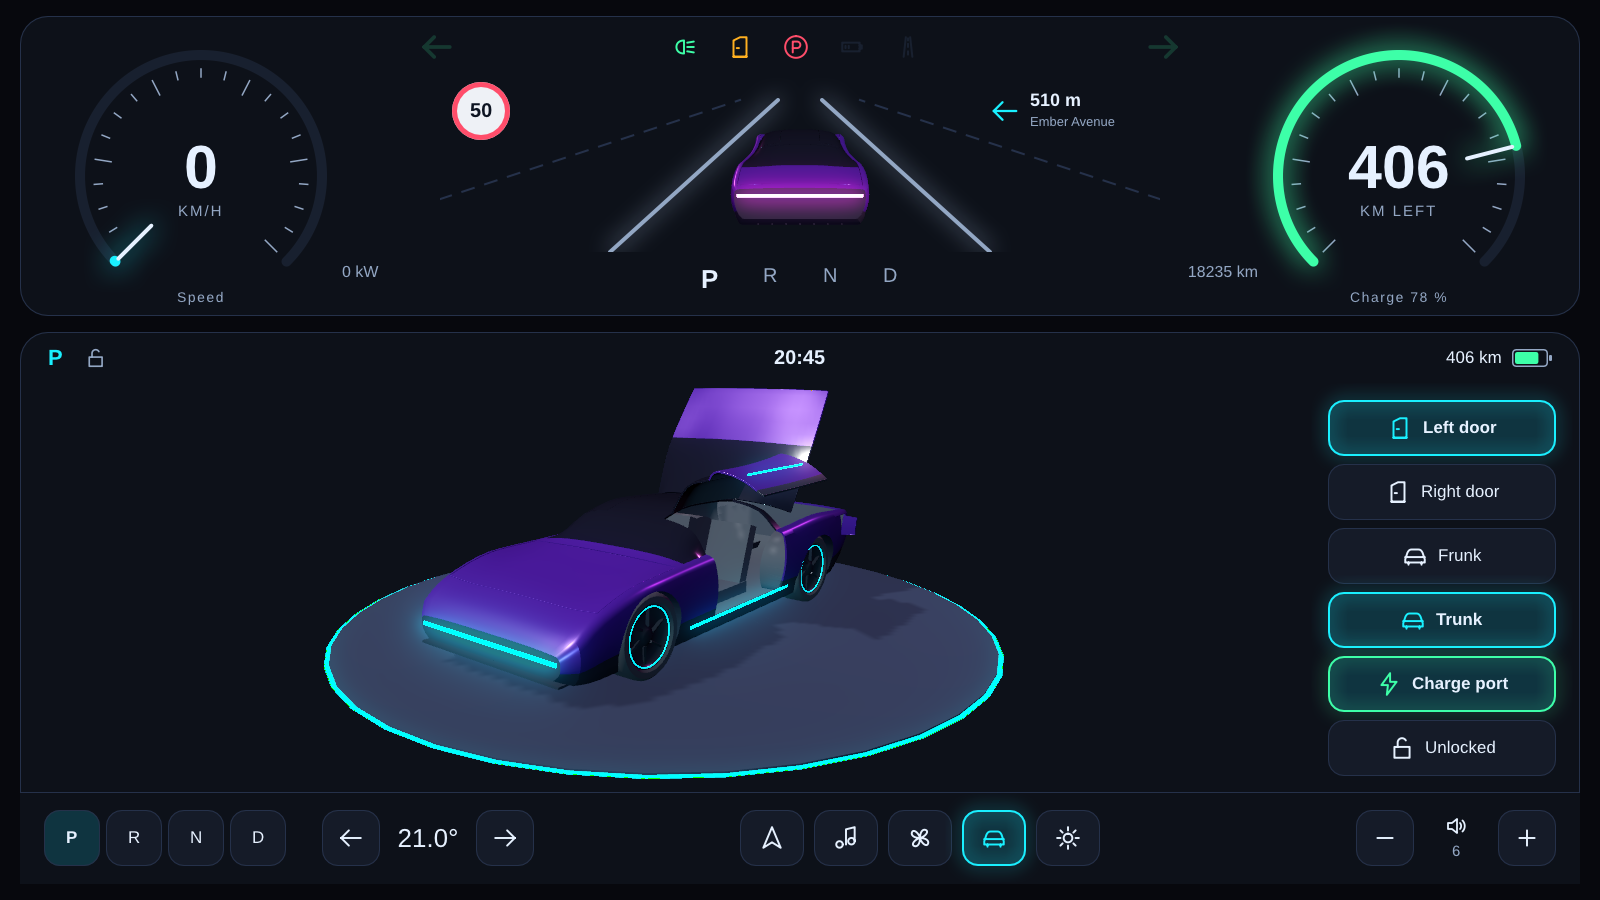 50
510 m
Ember Avenue
0
KM/H
406
KM LEFT
0 kW
P R N D
18235 km
Speed
Charge 78 %
P
20:45
406 km
Left door
Right door
Frunk
Trunk
Charge port
Unlocked
P R N D
21.0°
6